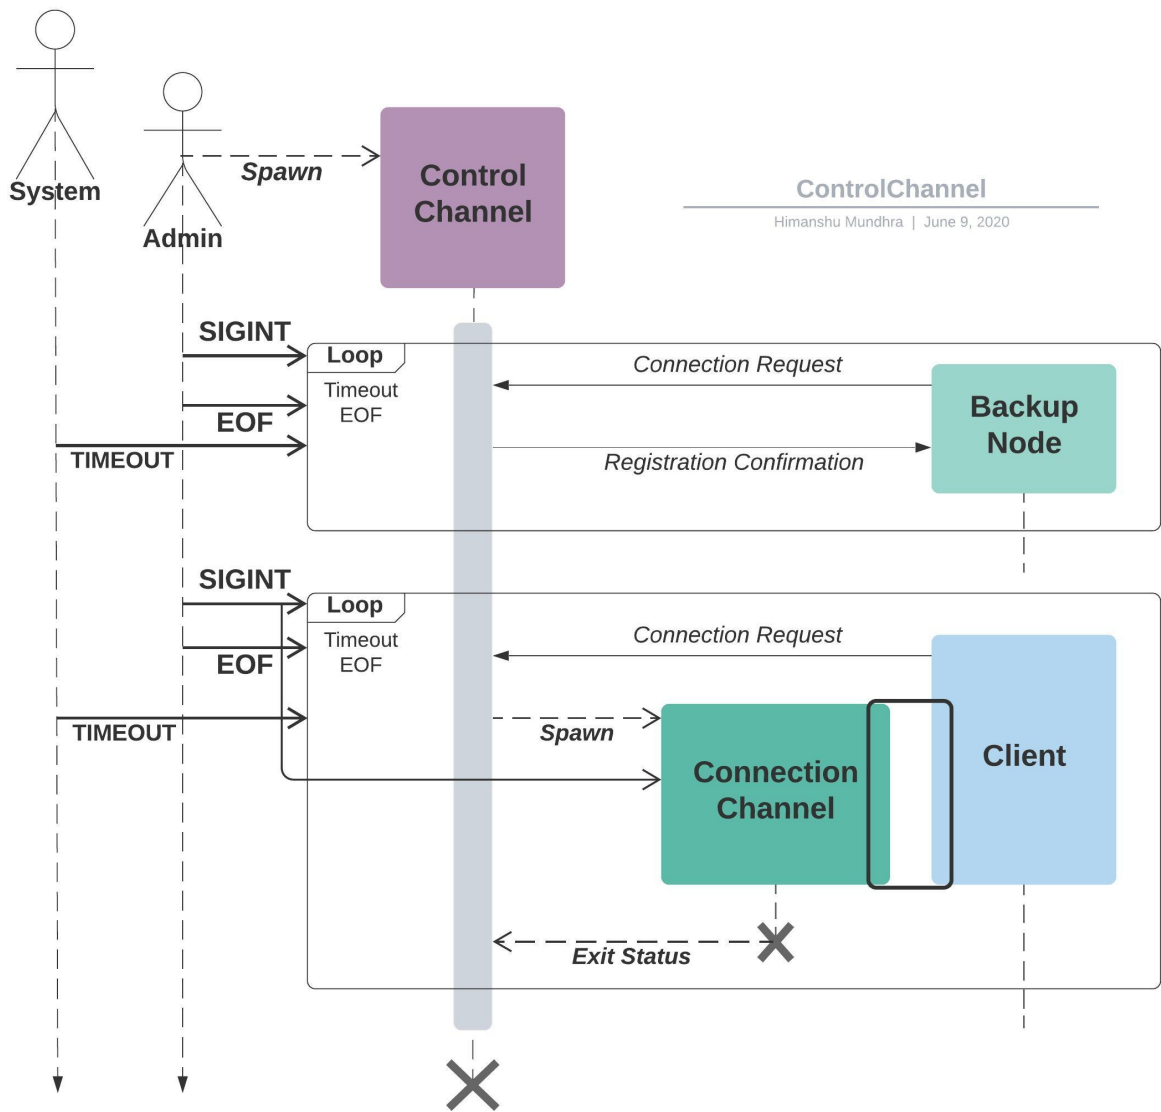 System
Admin
Spawn
Control
Channel
ControlChannel
Himanshu Mundhra | June 9, 2020
SIGINT
EOF
TIMEOUT
Loop
Timeout
EOF
Connection Request
Registration Confirmation
Backup
Node
SIGINT
EOF
TIMEOUT
Loop
Timeout
EOF
Connection Request
Spawn
Connection
Channel
Client
Exit Status